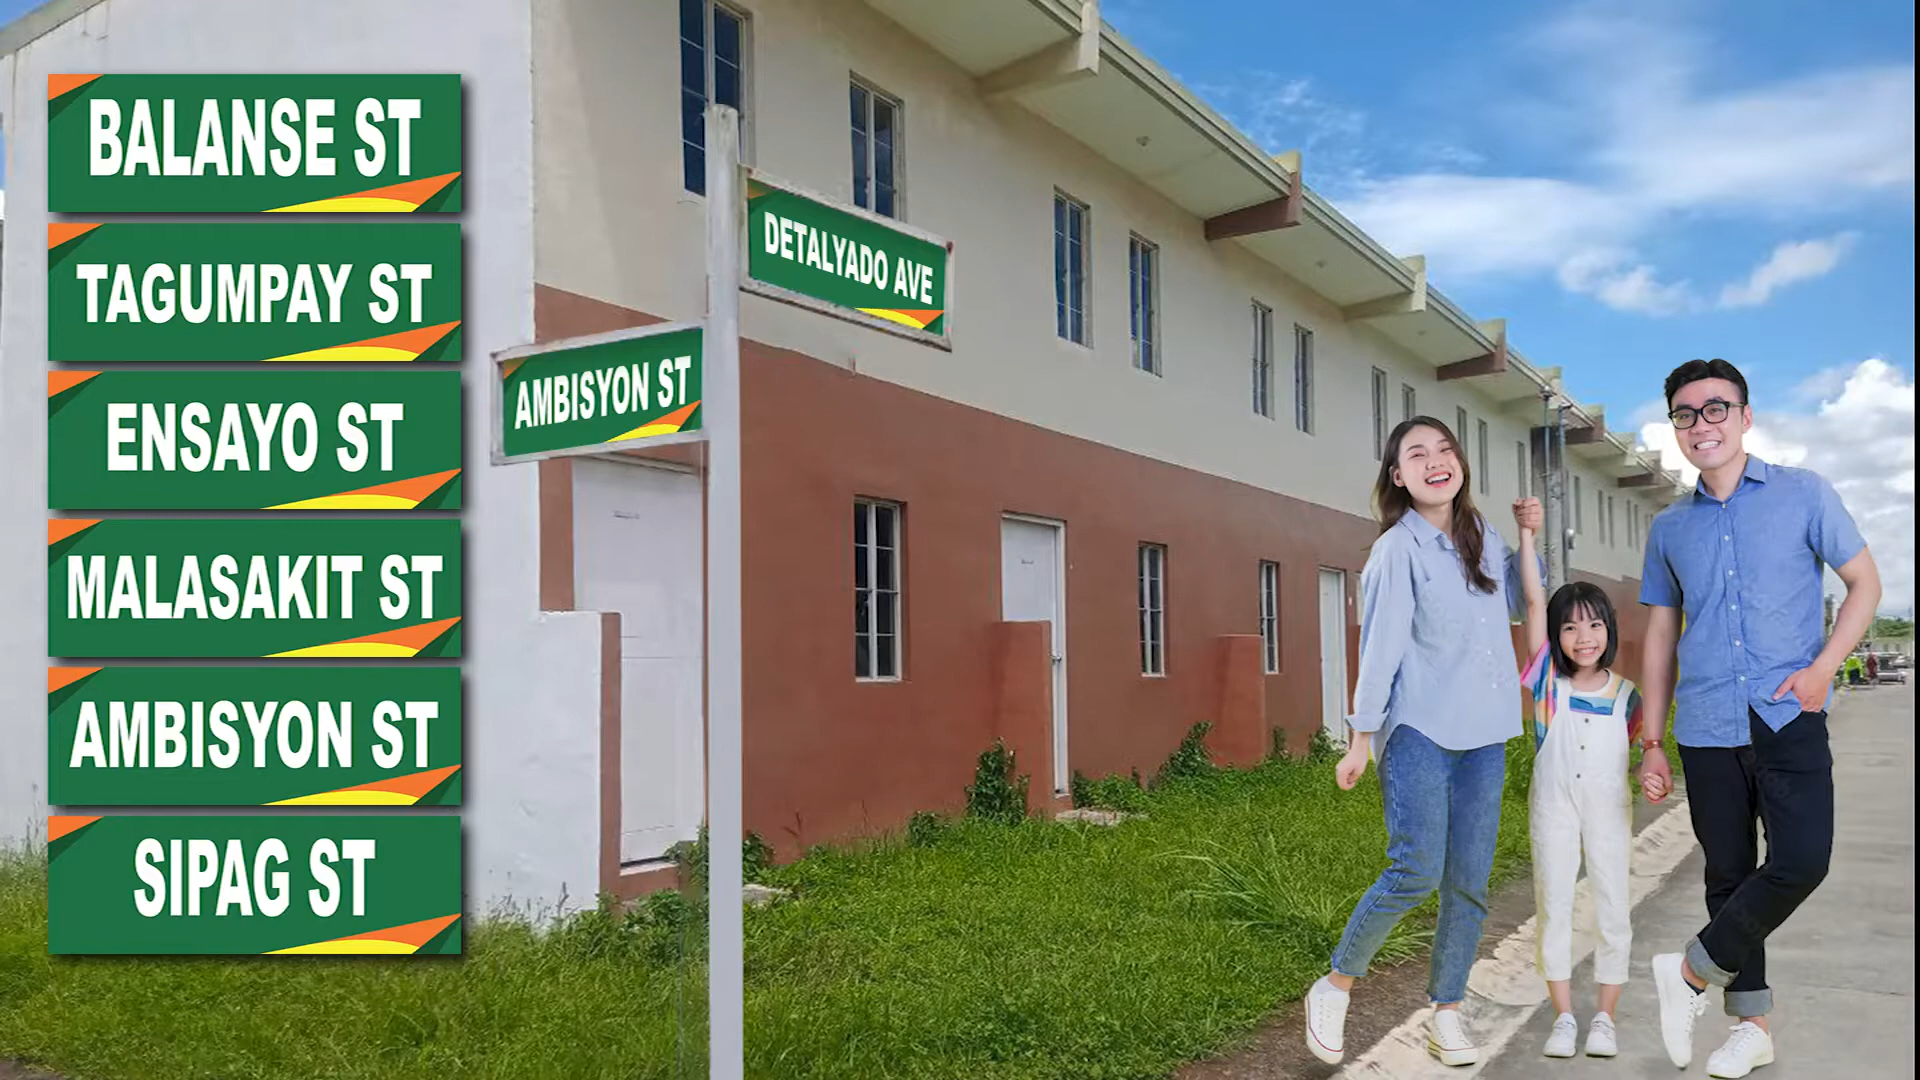 BALANSE ST
TAGUMPAY ST
ENSAYO ST
MALASAKIT ST
AMBISYON ST
SIPAG ST
DETALYADO AVE
AMBISYON ST